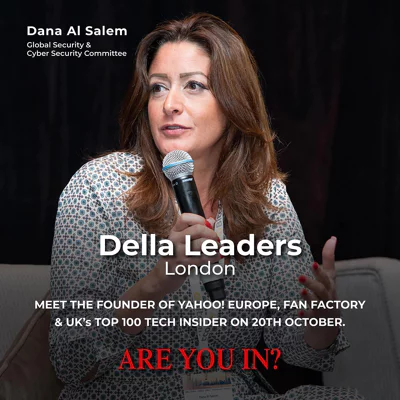 Dana Al Salem
Global Security &
Cyber Security Committee
Della Leaders
London
MEET THE FOUNDER OF YAHOO! EUROPE, FAN FACTORY
& UK's TOP 100 TECH INSIDER ON 20TH OCTOBER.
ARE YOU IN?